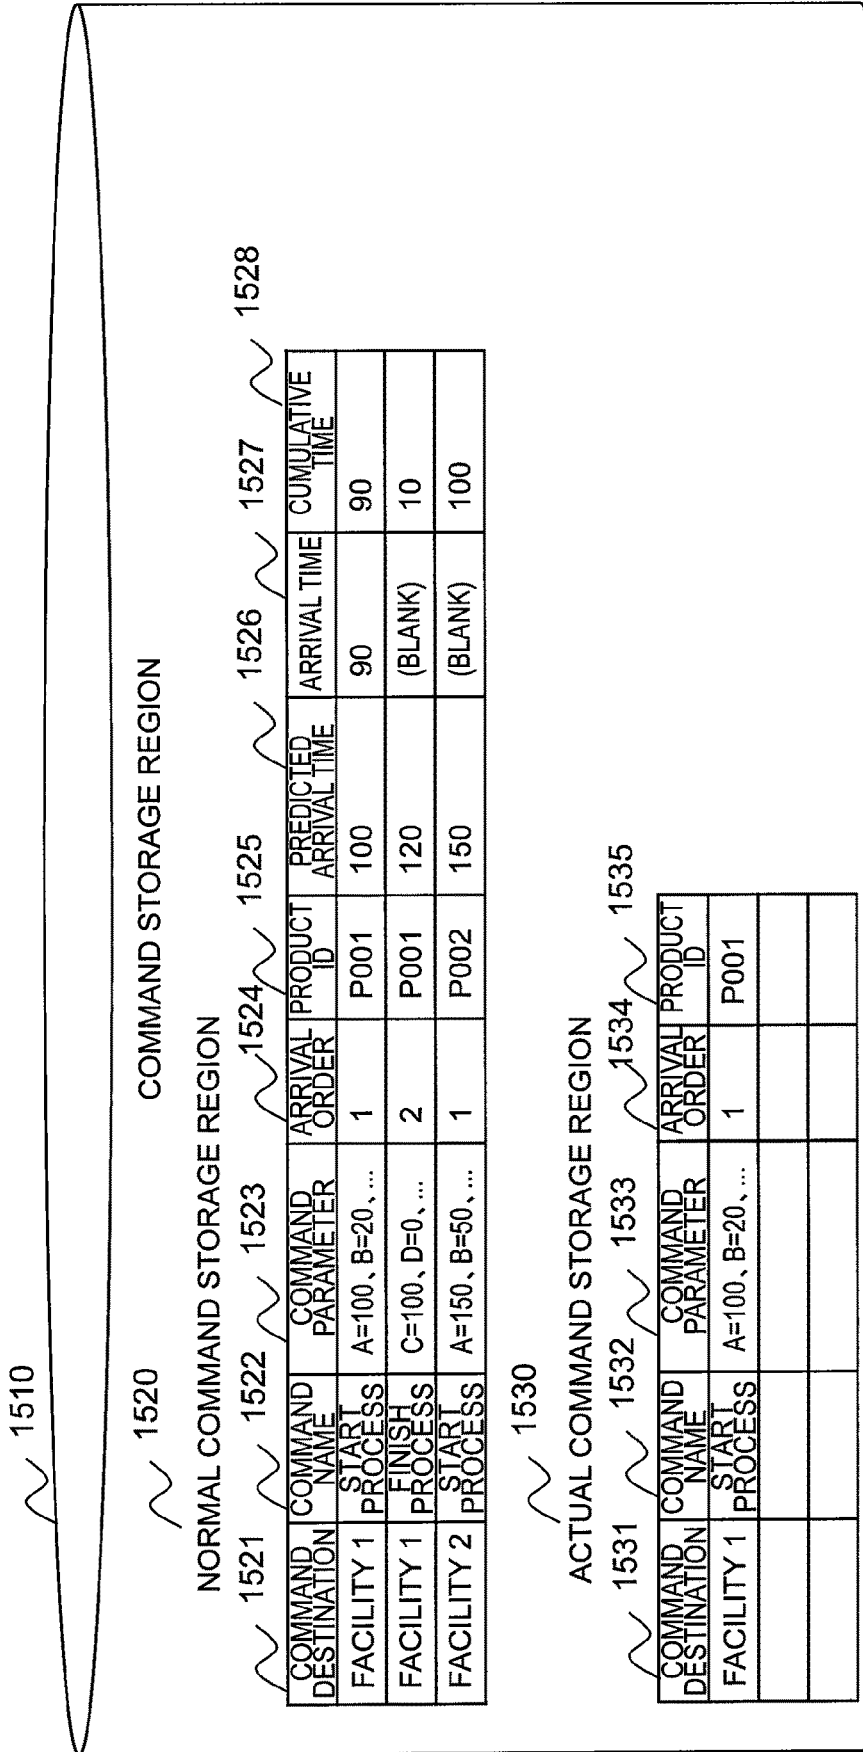 1510
COMMAND STORAGE REGION
1520
NORMAL COMMAND STORAGE REGION
1521 1522 1523 1524 1525 1526 1527 1528
COMMAND DESTINATION COMMAND NAME COMMAND PARAMETER ARRIVAL ORDER PRODUCT ID PREDICTED ARRIVAL TIME ARRIVAL TIME CUMULATIVE TIME
FACILITY 1 START PROCESS A=100、B=20、... 1 P001 100 90 90
FACILITY 1 FINISH PROCESS C=100、D=0、... 2 P001 120 (BLANK) 10
FACILITY 2 START PROCESS A=150、B=50、... 1 P002 150 (BLANK) 100
1530
ACTUAL COMMAND STORAGE REGION
1531 1532 1533 1534 1535
COMMAND DESTINATION COMMAND NAME COMMAND PARAMETER ARRIVAL ORDER PRODUCT ID
FACILITY 1 START PROCESS A=100、B=20、... 1 P001